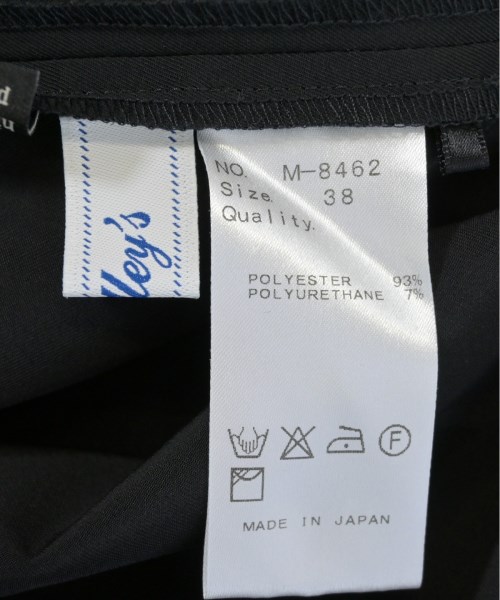 ley's
NO. M-8462
Size. 38
Quality.
POLYESTER 93%
POLYURETHANE 7%
F
MADE IN JAPAN